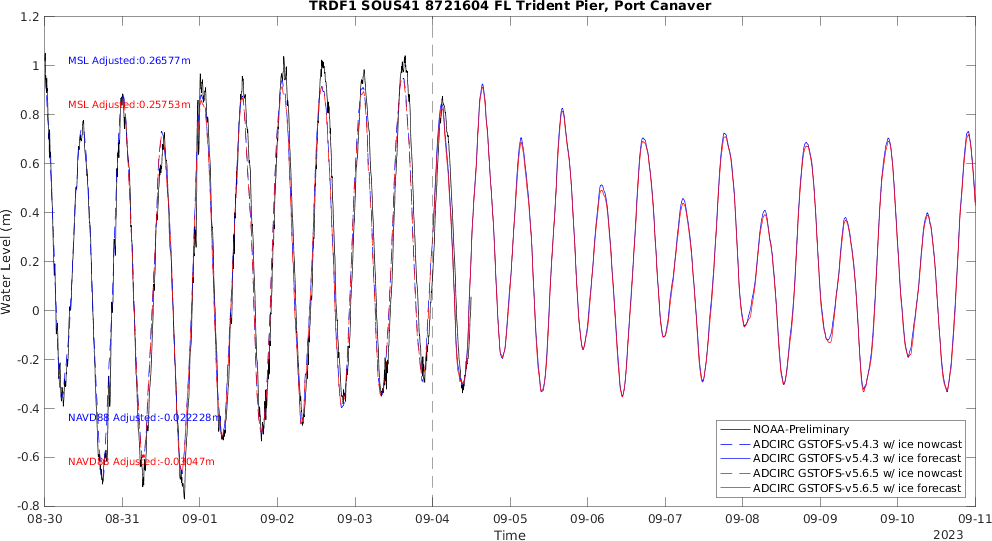 TRDF1 SOUS41 8721604 FL Trident Pier, Port Canaver
1.2
1
0.8
0.6
0.4
0.2
0
-0.2
-0.4
-0.6
-0.8
Water Level (m)
MSL Adjusted:0.26577m
MSL Adjusted:0.25753m
NAVD88 Adjusted:-0.022228m
NAVD88 Adjusted:-0.03047m
NOAA-Preliminary
ADCIRC GSTOFS-v5.4.3 w/ ice nowcast
ADCIRC GSTOFS-v5.4.3 w/ ice forecast
ADCIRC GSTOFS-v5.6.5 w/ ice nowcast
ADCIRC GSTOFS-v5.6.5 w/ ice forecast
08-30 08-31 09-01 09-02 09-03 09-04 09-05 09-06 09-07 09-08 09-09 09-10 09-11
Time
2023